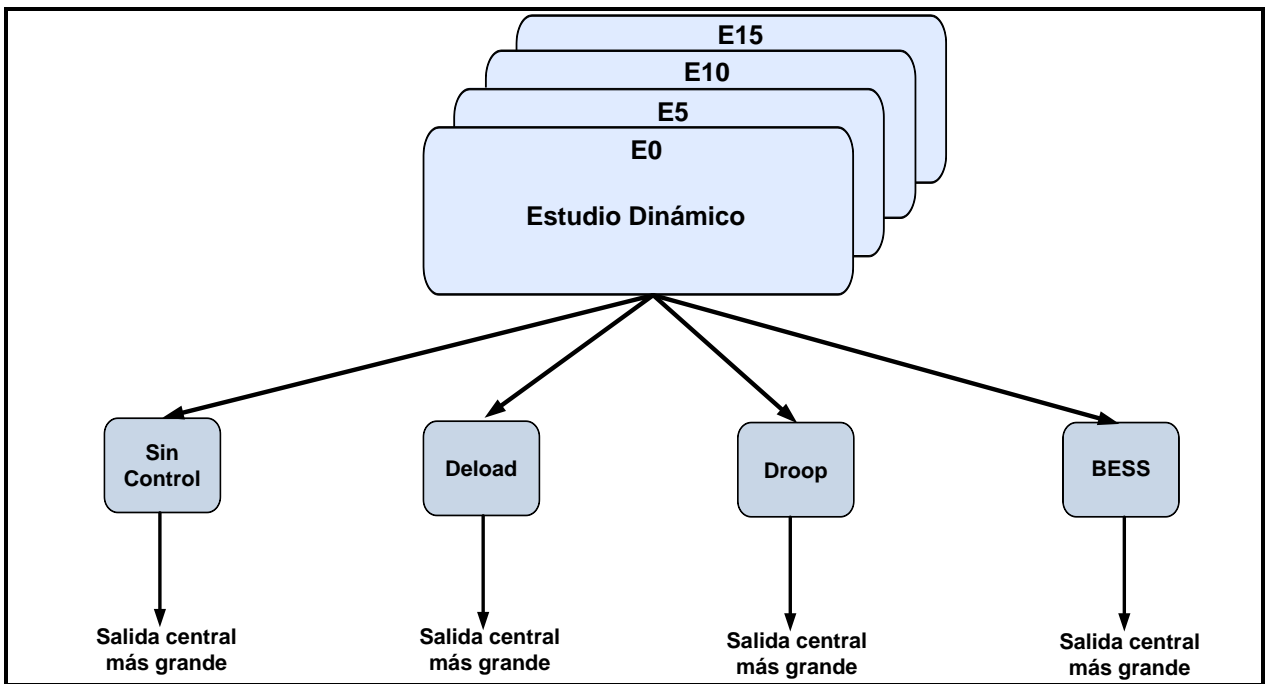 E15
E10
E5
E0
Estudio Dinámico
Sin
Control
Deload
Droop
BESS
Salida central
más grande
Salida central
más grande
Salida central
más grande
Salida central
más grande